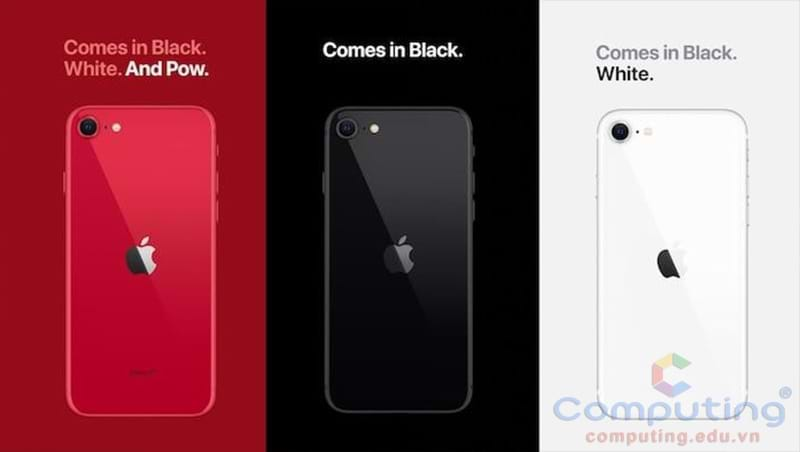 Comes in Black.
White. And Pow.
Comes in Black.
Comes in Black.
White.
Computing®
computing.edu.vn